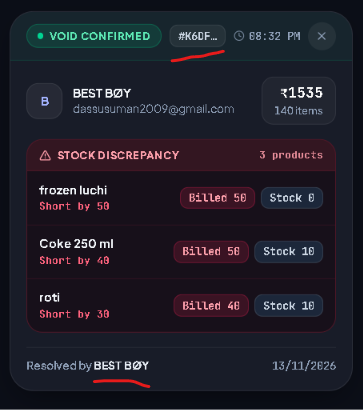 VOID CONFIRMED #K6DF... 08:32 PM
B BEST BØY ₹1535
dassusuman2009@gmail.com 140 items
STOCK DISCREPANCY 3 products
frozen luchi Billed 50 Stock 0
Short by 50
Coke 250 ml Billed 50 Stock 10
Short by 40
roti Billed 40 Stock 10
Short by 30
Resolved by BEST BØY 13/11/2026